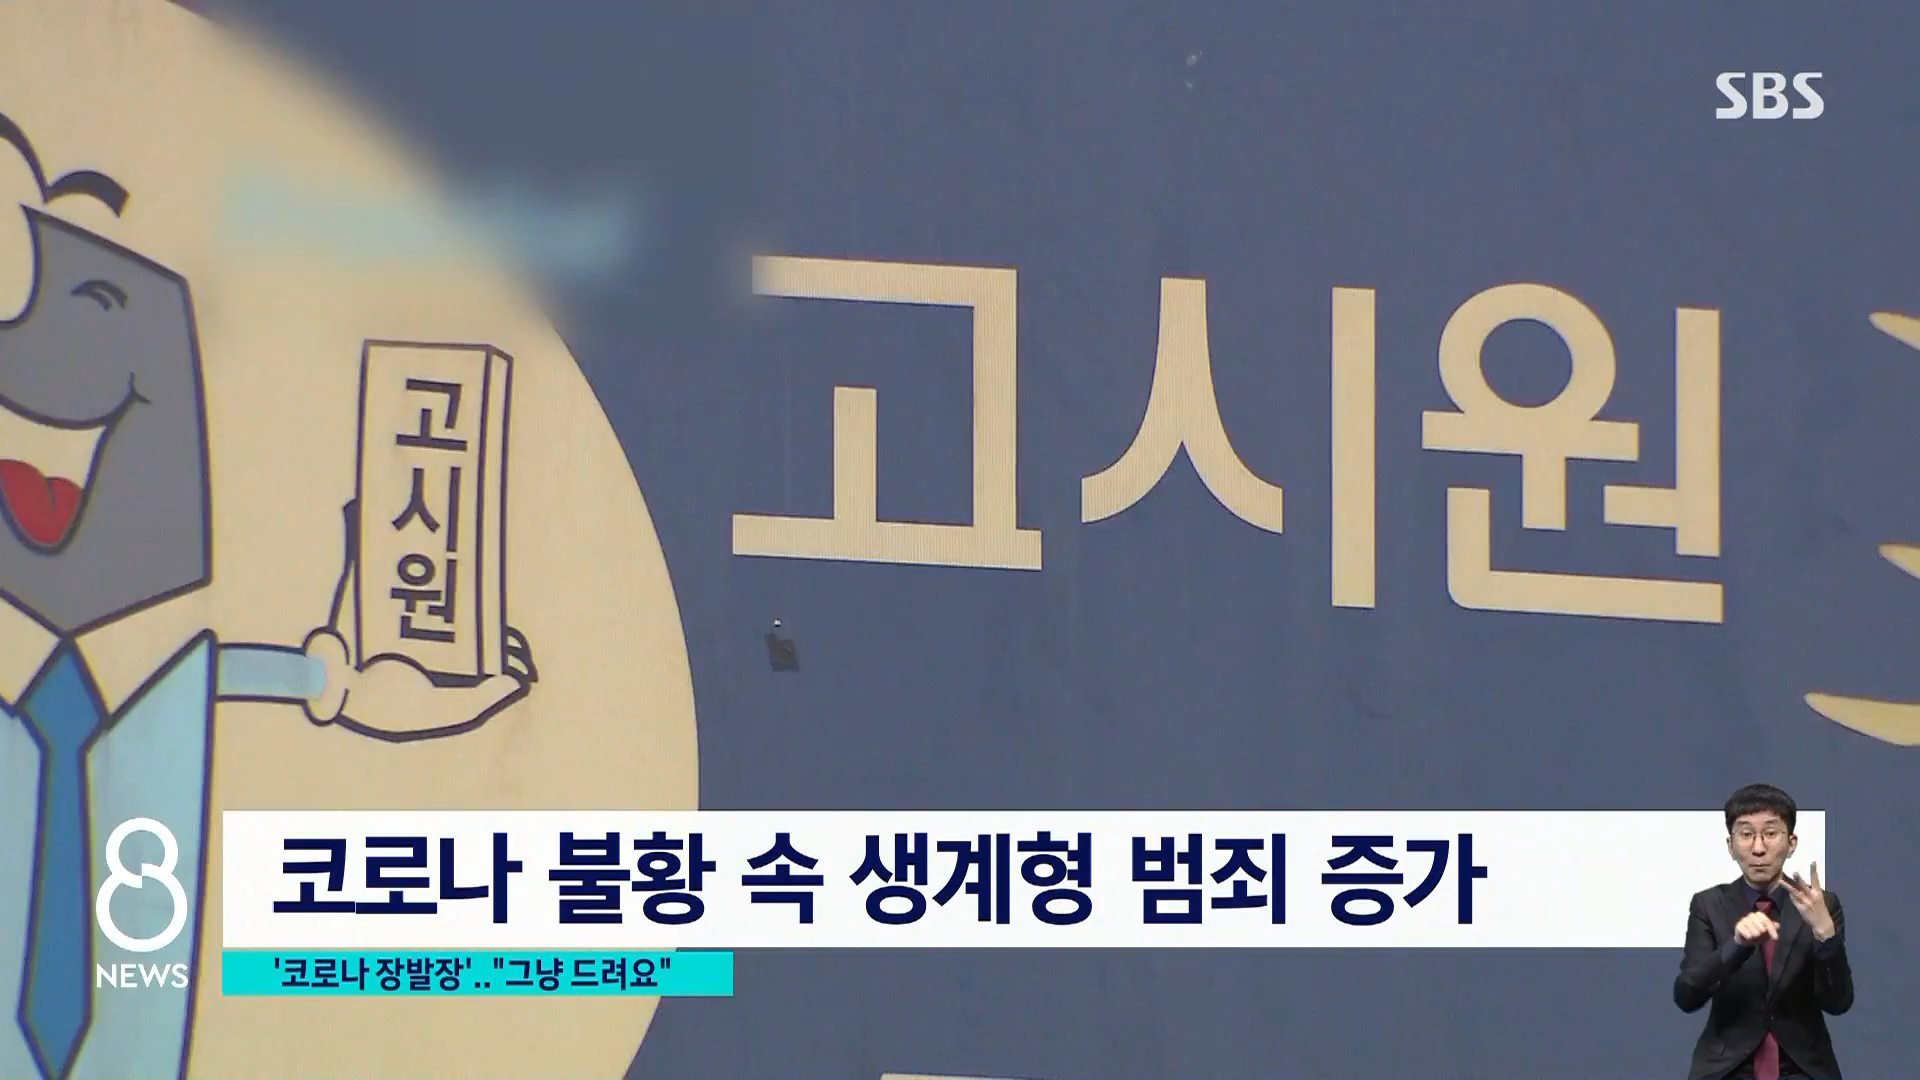 SBS
고시원
고
시
원
코로나 불황 속 생계형 범죄 증가
8
NEWS
'코로나 장발장'.."그냥 드려요"